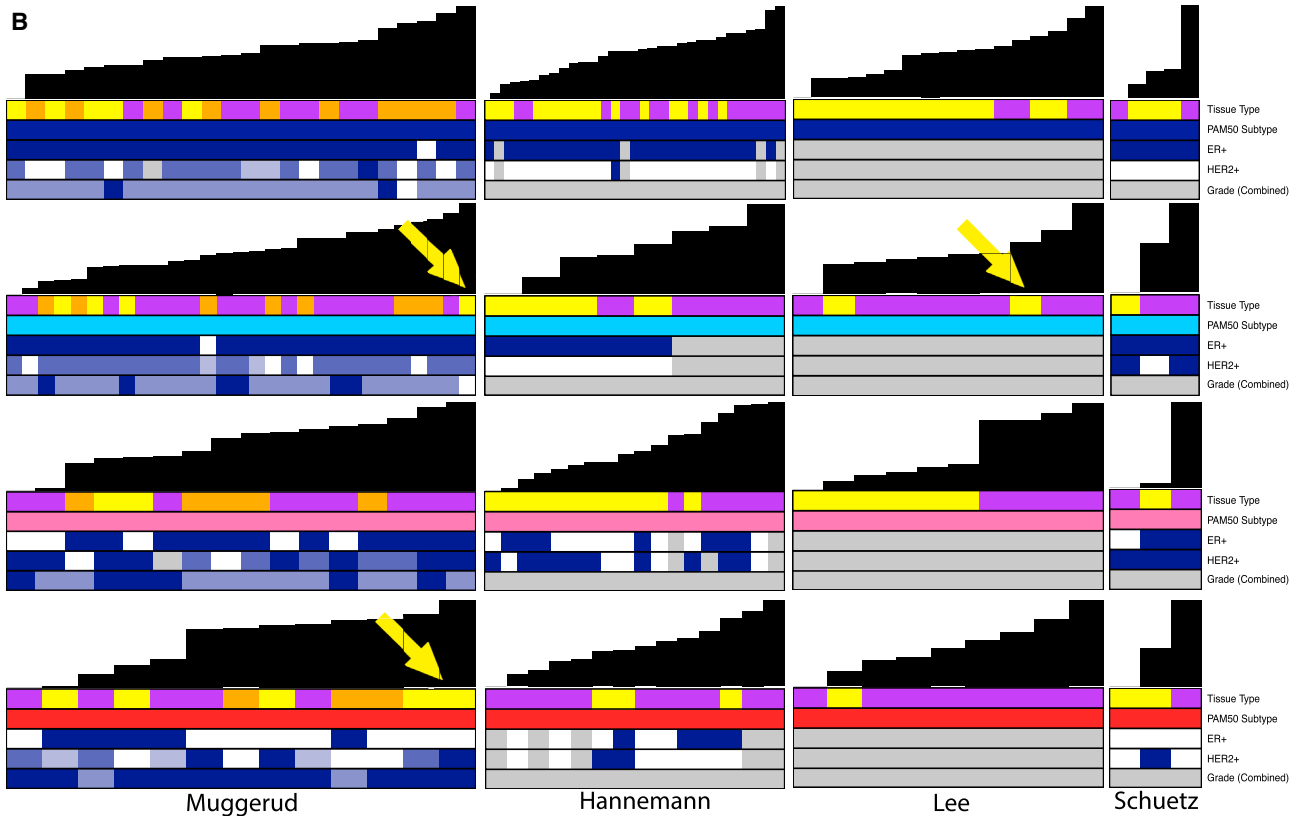 B
Tissue Type
PAM50 Subtype
ER+
HER2+
Grade (Combined)
Tissue Type
PAM50 Subtype
ER+
HER2+
Grade (Combined)
Tissue Type
PAM50 Subtype
ER+
HER2+
Grade (Combined)
Tissue Type
PAM50 Subtype
ER+
HER2+
Grade (Combined)
Muggerud Hannemann Lee Schuetz